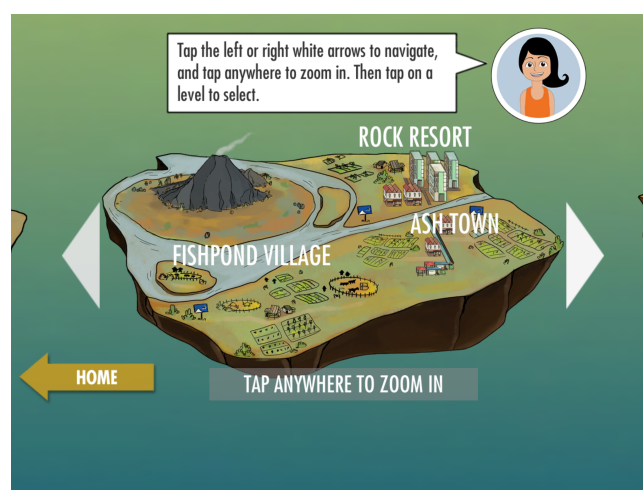 Tap the left or right white arrows to navigate,
and tap anywhere to zoom in. Then tap on a
level to select.
ROCK RESORT
ASH TOWN
FISHPOND VILLAGE
HOME
TAP ANYWHERE TO ZOOM IN